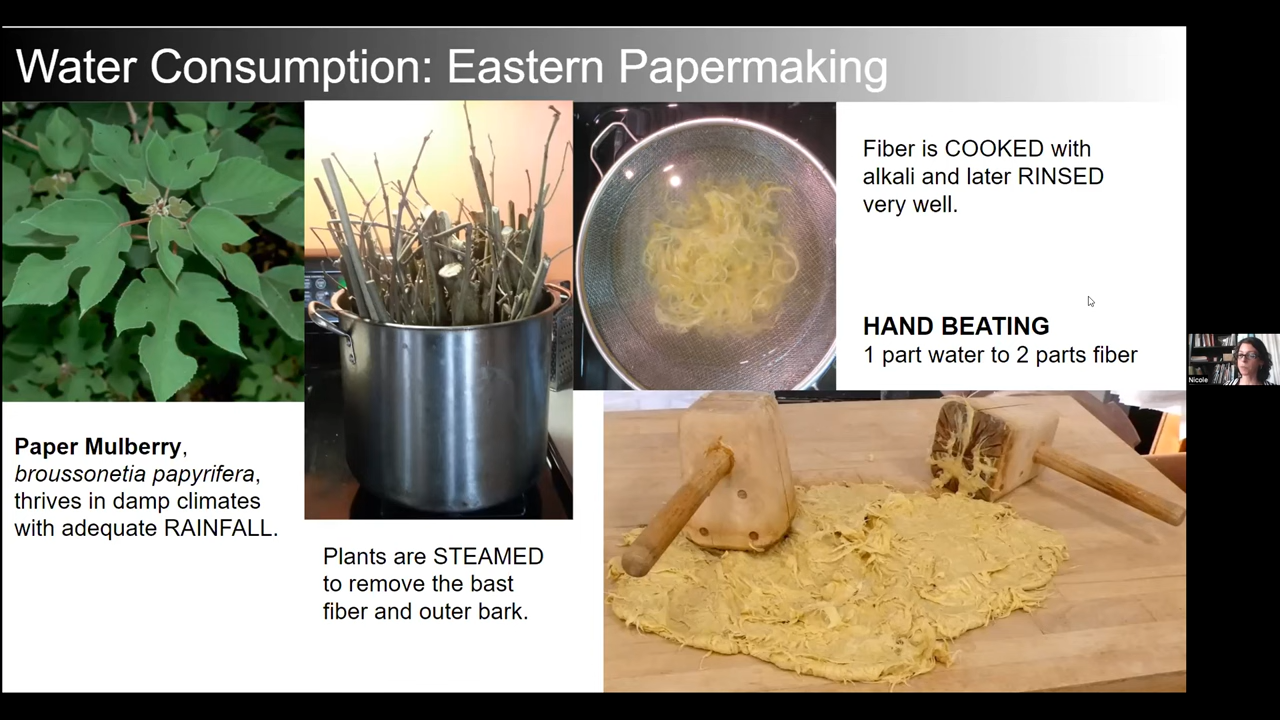 Water Consumption: Eastern Papermaking
Fiber is COOKED with
alkali and later RINSED
very well.
HAND BEATING
1 part water to 2 parts fiber
Nicole
Paper Mulberry,
broussonetia papyrifera,
thrives in damp climates
with adequate RAINFALL.
Plants are STEAMED
to remove the bast
fiber and outer bark.